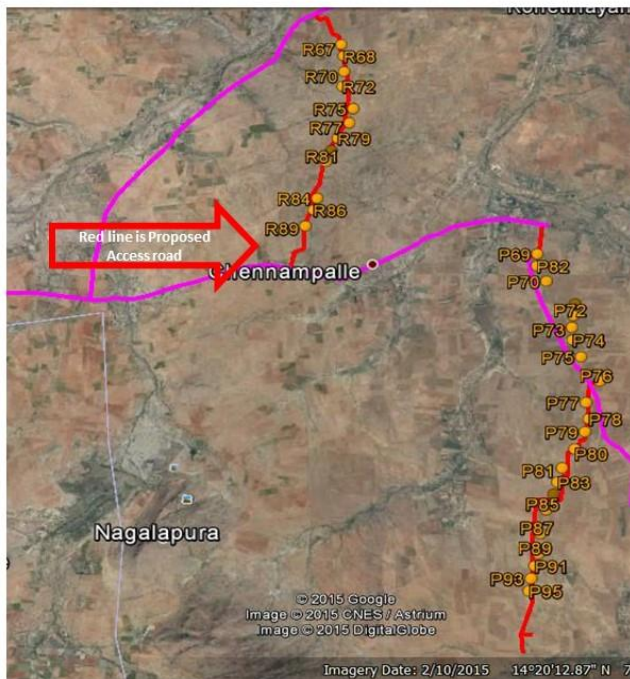 R67
R68
R70
R72
R75
R77
R79
R81
R84
R86
R89
Red line is Proposed
Access road
Chennampalle
P69
P82
P70
P72
P73
P74
P75
P76
P77
P78
P79
P80
P81
P83
P85
P87
P89
P91
P93
P95
Nagalapura
© 2015 Google
Image © 2015 CNES / Astrium
Image © 2015 DigitalGlobe
Imagery Date: 2/10/2015 14°20'12.87" N 7